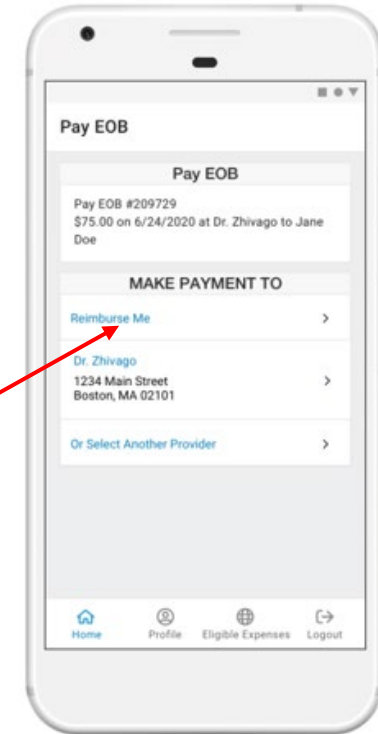 Pay EOB
Pay EOB
Pay EOB #209729
$75.00 on 6/24/2020 at Dr. Zhivago to Jane
Doe
MAKE PAYMENT TO
Reimburse Me
Dr. Zhivago
1234 Main Street
Boston, MA 02101
Or Select Another Provider
Home Profile Eligible Expenses Logout